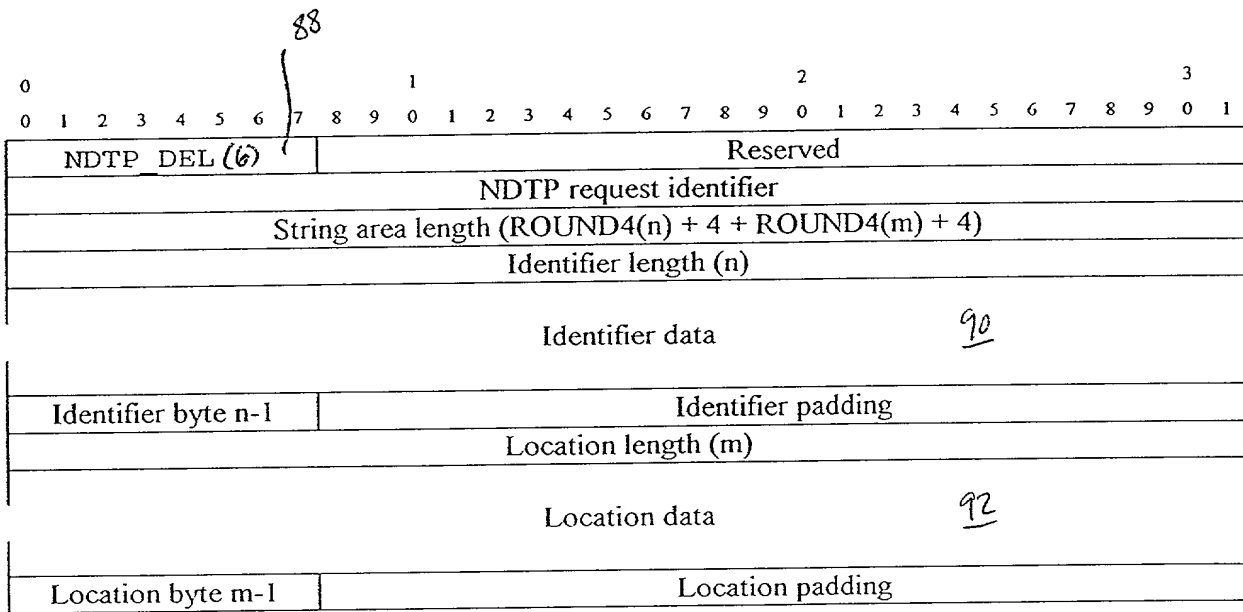 88
0 1 2 3
0 1 2 3 4 5 6 7 8 9 0 1 2 3 4 5 6 7 8 9 0 1 2 3 4 5 6 7 8 9 0 1
NDTP_DEL (6) Reserved
NDTP request identifier
String area length (ROUND4(n) + 4 + ROUND4(m) + 4)
Identifier length (n)
Identifier data 90
Identifier byte n-1 Identifier padding
Location length (m)
Location data 92
Location byte m-1 Location padding